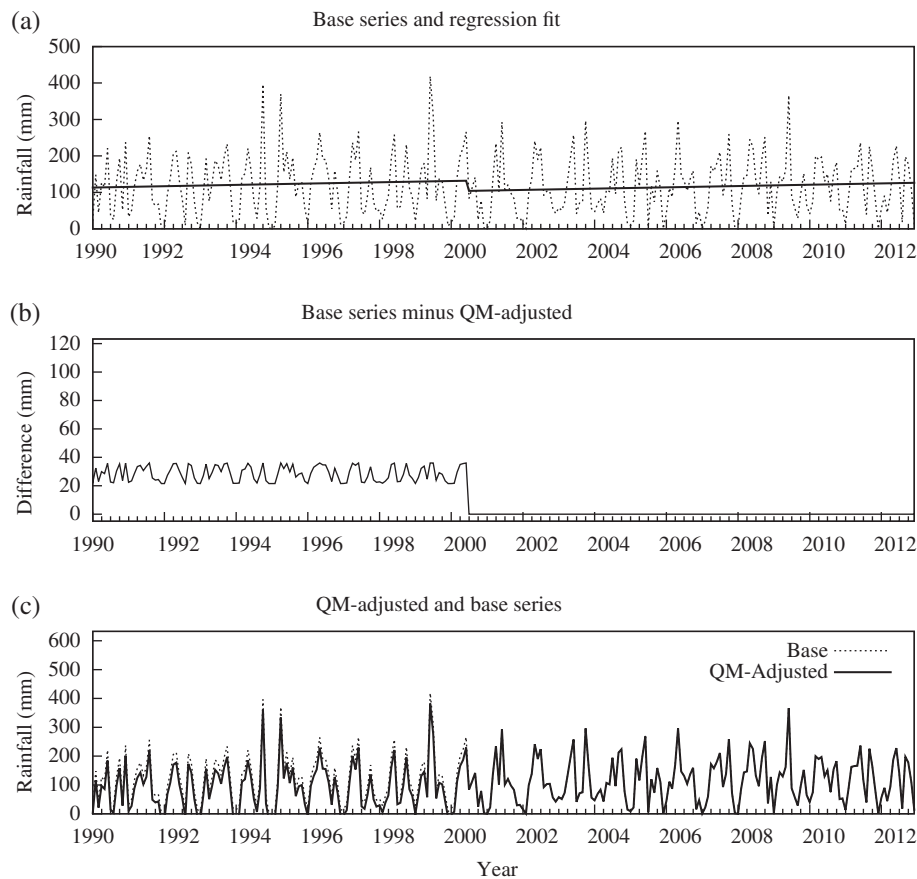 (a) Base series and regression fit
500
400
300
200
100
0
Rainfall (mm)
1990 1992 1994 1996 1998 2000 2002 2004 2006 2008 2010 2012
(b) Base series minus QM-adjusted
120
100
80
60
40
20
0
Difference (mm)
1990 1992 1994 1996 1998 2000 2002 2004 2006 2008 2010 2012
(c) QM-adjusted and base series
600
500
400
300
200
100
0
Rainfall (mm)
Base
QM-Adjusted
1990 1992 1994 1996 1998 2000 2002 2004 2006 2008 2010 2012
Year